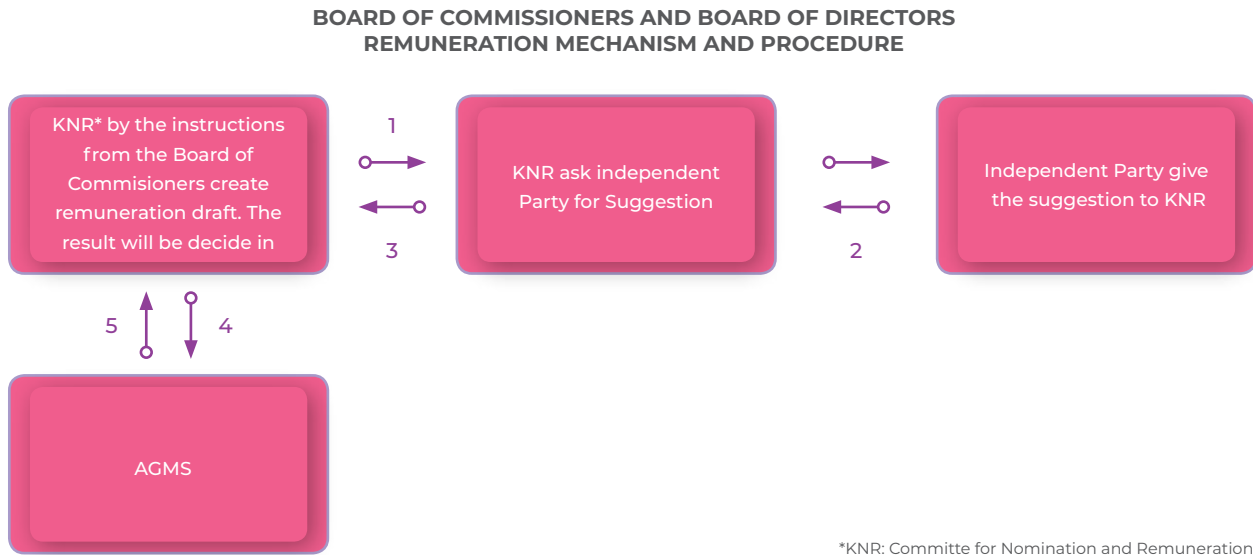 BOARD OF COMMISSIONERS AND BOARD OF DIRECTORS
REMUNERATION MECHANISM AND PROCEDURE
KNR* by the instructions
from the Board of
Commisioners create
remuneration draft. The
result will be decide in
1
3
KNR ask independent
Party for Suggestion
2
Independent Party give
the suggestion to KNR
5
4
AGMS
*KNR: Committe for Nomination and Remuneration